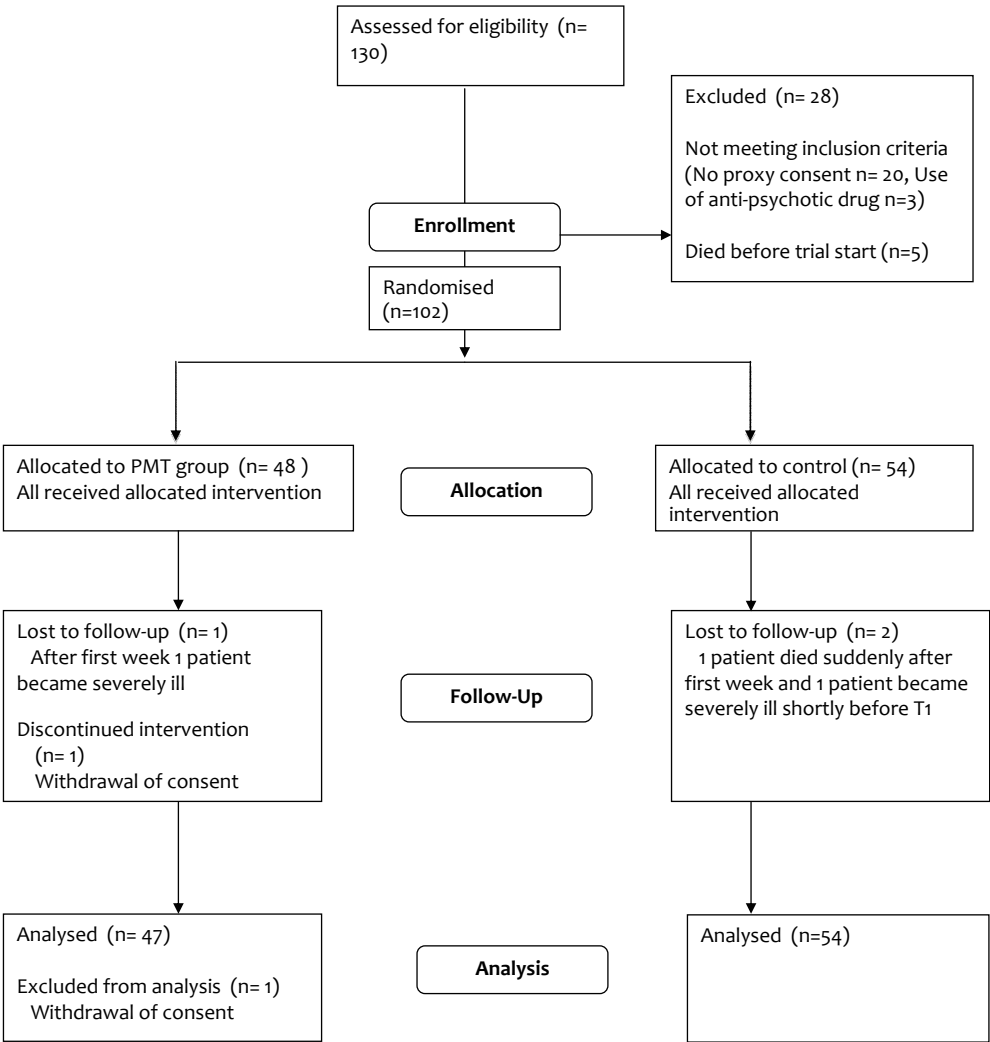 Assessed for eligibility (n=
130)
Excluded (n= 28)
Not meeting inclusion criteria
(No proxy consent n= 20, Use
of anti-psychotic drug n=3)
Died before trial start (n=5)
Enrollment
Randomised
(n=102)
Allocated to PMT group (n= 48 )
All received allocated intervention
Allocation
Allocated to control (n= 54)
All received allocated
intervention
Lost to follow-up (n= 1)
After first week 1 patient
became severely ill
Discontinued intervention
(n= 1)
Withdrawal of consent
Follow-Up
Lost to follow-up (n= 2)
1 patient died suddenly after
first week and 1 patient became
severely ill shortly before T1
Analysed (n= 47)
Excluded from analysis (n= 1)
Withdrawal of consent
Analysis
Analysed (n=54)